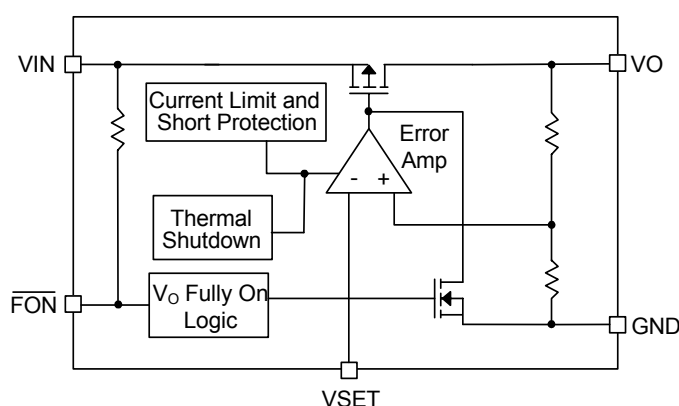 VIN
VO
Current Limit and
Short Protection
Error
Amp
- +
Thermal
Shutdown
FON
VO Fully On
Logic
GND
VSET